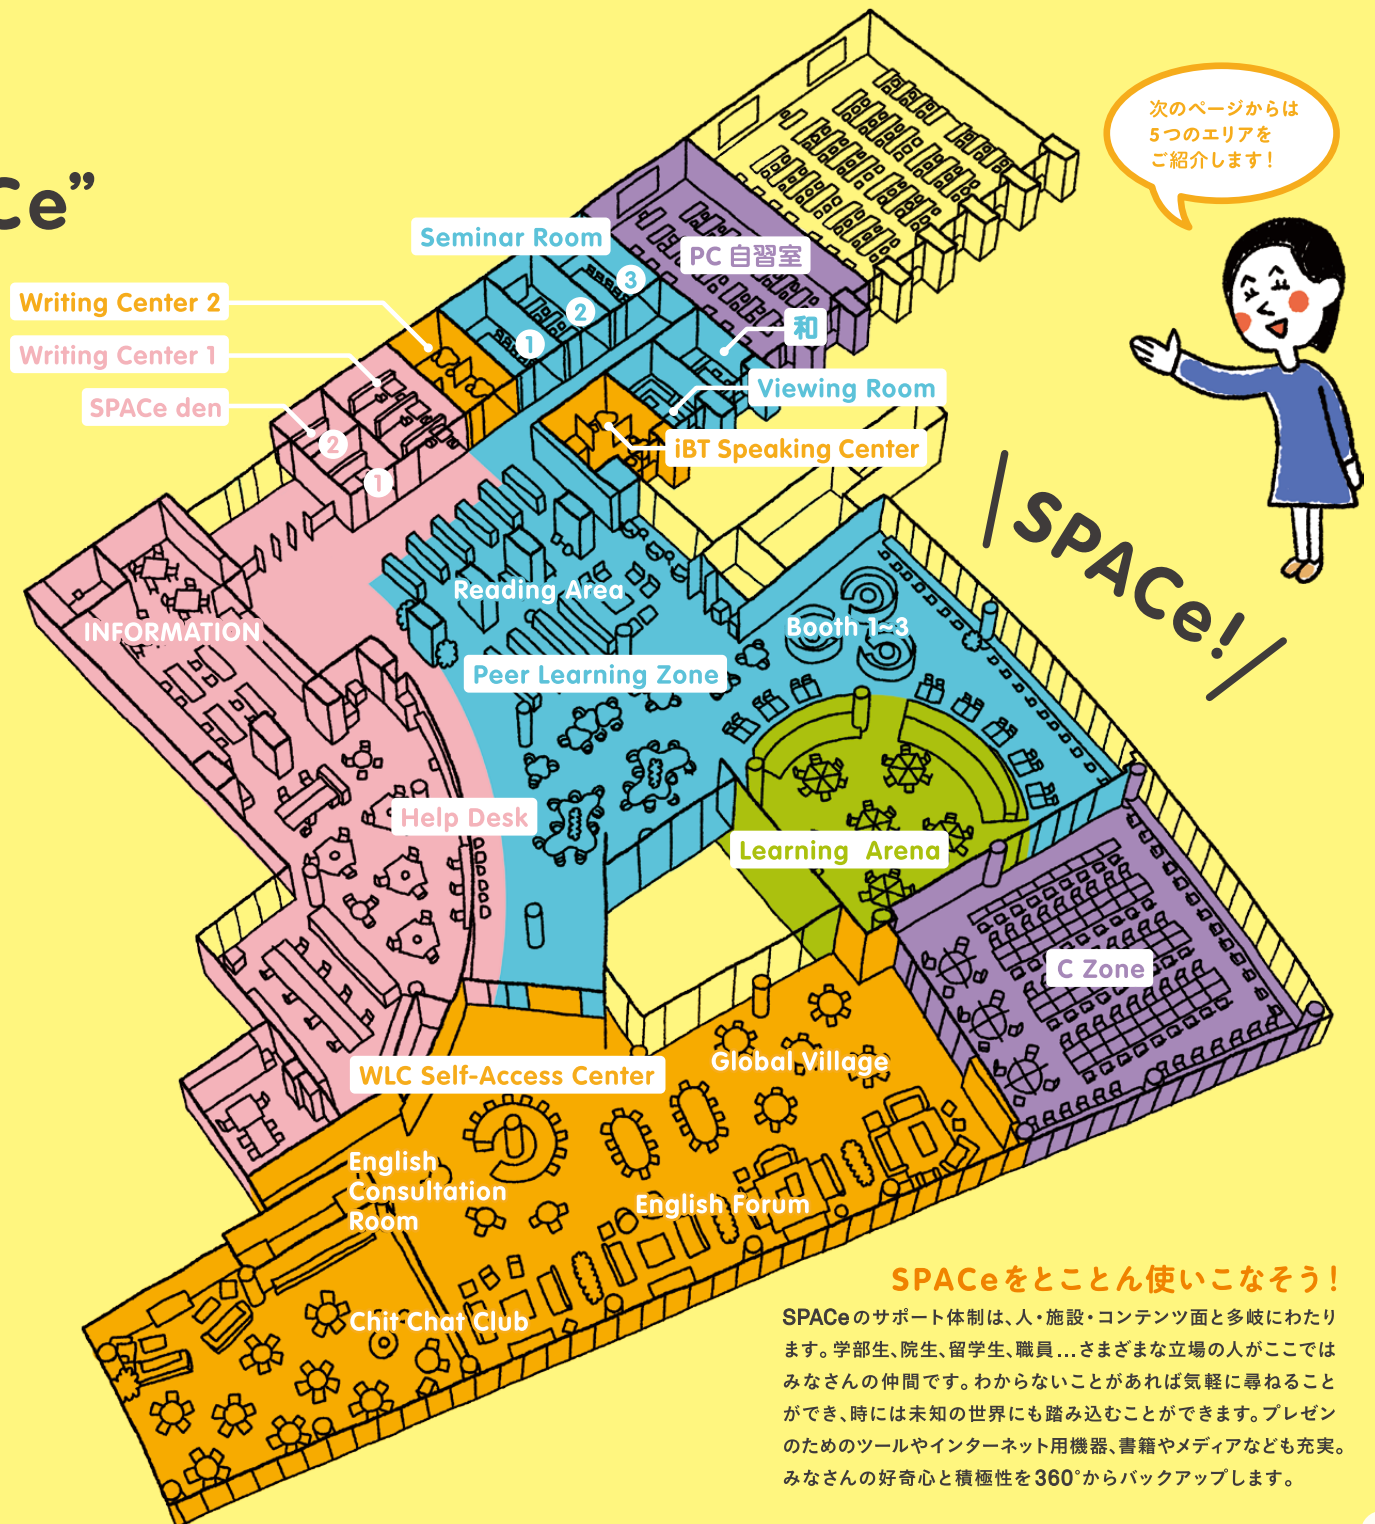 Ce”
次のページからは
5つのエリアを
ご紹介します！
Seminar Room
3
2
1
PC 自習室
Writing Center 2
Writing Center 1
SPACe den
2
1
和
Viewing Room
iBT Speaking Center
SPACe!
Reading Area
INFORMATION
Booth 1~3
Peer Learning Zone
Help Desk
Learning Arena
C Zone
WLC Self-Access Center
Global Village
English
Consultation
Room
English Forum
Chit Chat Club
SPACeをとことん使いこなそう！
SPACeのサポート体制は、人・施設・コンテンツ面と多岐にわたり
ます。学部生、院生、留学生、職員…さまざまな立場の人がここでは
みなさんの仲間です。わからないことがあれば気軽に尋ねること
ができ、時には未知の世界にも踏み込むことができます。プレゼン
のためのツールやインターネット用機器、書籍やメディアなども充実。
みなさんの好奇心と積極性を360°からバックアップします。